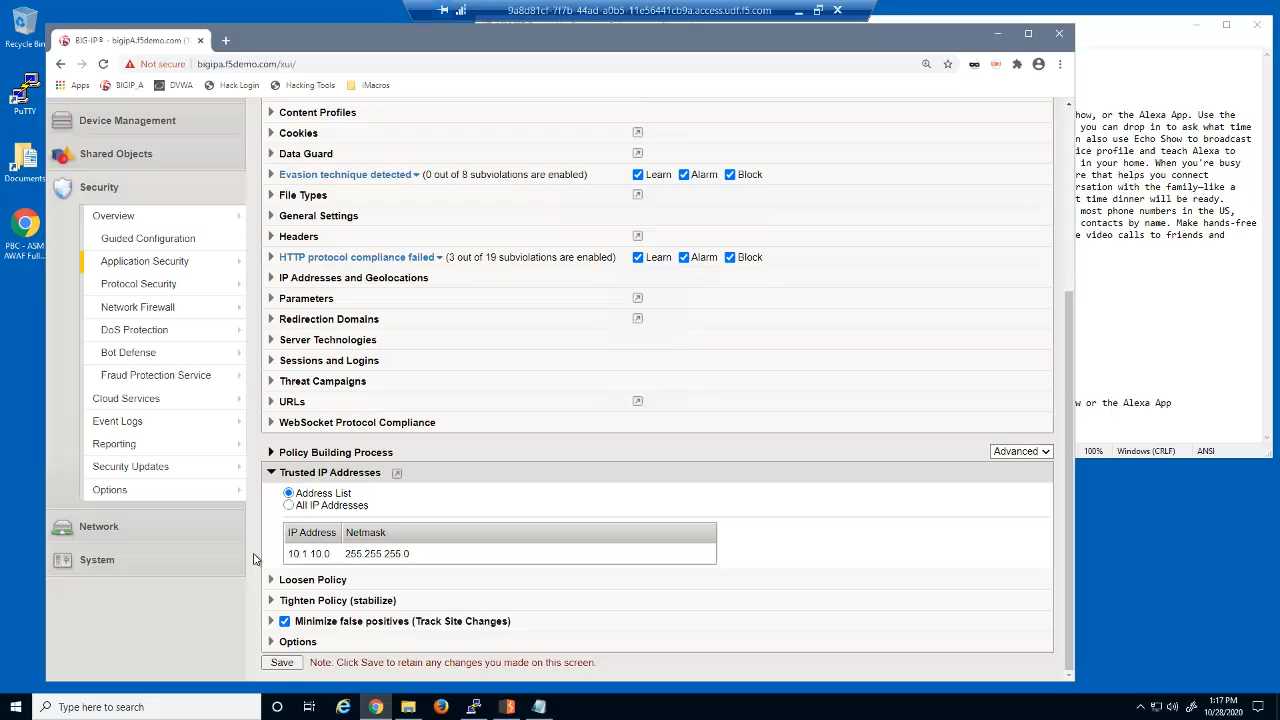 9a8d81cf-7f7b-44ad-a0b5-11e56441cb9a.access.udf.f5.com
Recycle Bin
PuTTY
Documents
PBC - ASM
AWAF Full...
BIG-IP® - bigipA.f5demo.com (1
Not secure
bigipa.f5demo.com/xui/
Apps
BIGIP_A
DVWA
Hack Login
Hacking Tools
iMacros
Device Management
Shared Objects
Security
Overview
Guided Configuration
Application Security
Protocol Security
Network Firewall
DoS Protection
Bot Defense
Fraud Protection Service
Cloud Services
Event Logs
Reporting
Security Updates
Options
Network
System
Content Profiles
Cookies
Data Guard
Evasion technique detected (0 out of 8 subviolations are enabled) Learn Alarm Block
File Types
General Settings
Headers
HTTP protocol compliance failed (3 out of 19 subviolations are enabled) Learn Alarm Block
IP Addresses and Geolocations
Parameters
Redirection Domains
Server Technologies
Sessions and Logins
Threat Campaigns
URLs
WebSocket Protocol Compliance
Policy Building Process
Advanced
Trusted IP Addresses
Address List
All IP Addresses
IP Address Netmask
10.1.10.0 255.255.255.0
Loosen Policy
Tighten Policy (stabilize)
Minimize false positives (Track Site Changes)
Options
Save Note: Click Save to retain any changes you made on this screen.
how, or the Alexa App. Use the
you can drop in to ask what time
n also use Echo Show to broadcast
ice profile and teach Alexa to
in your home. When you're busy
re that helps you connect
rsation with the family—like a
t time dinner will be ready.
most phone numbers in the US,
contacts by name. Make hands-free
e video calls to friends and
w or the Alexa App
100% Windows (CRLF) ANSI
Type here to search
1:17 PM
10/28/2020